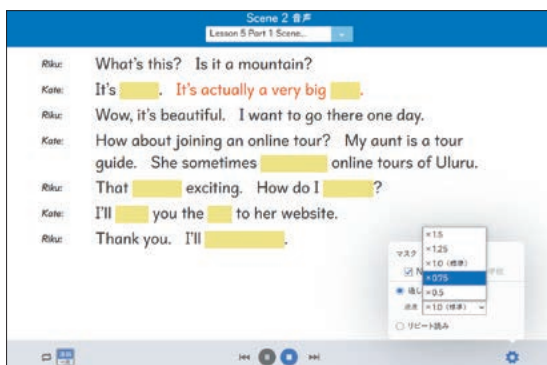 Scene 2 音声
Lesson 5 Part 1 Scene...
Riku: What's this? Is it a mountain?
Kate: It's . It's actually a very big .
Riku: Wow, it's beautiful. I want to go there one day.
Kate: How about joining an online tour? My aunt is a tour
guide. She sometimes online tours of Uluru.
Riku: That exciting. How do I ?
Kate: I'll you the to her website.
Riku: Thank you. I'll .
×1.5
×1.25
×1.0 (標準)
×0.75
×0.5
マスク
N
通し
速度 ×1.0 (標準)
リピート読み